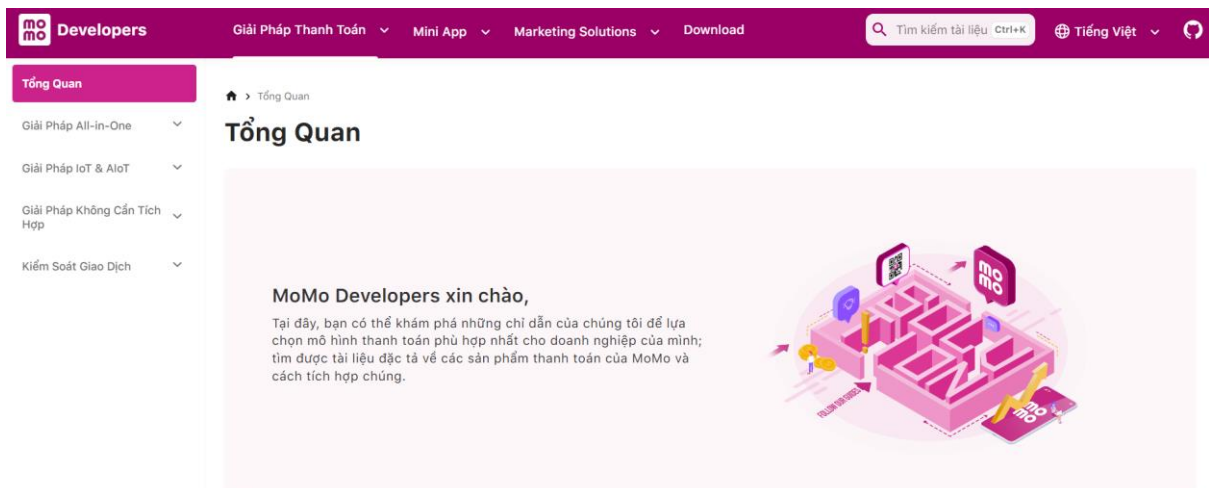 mo mo Developers
Giải Pháp Thanh Toán
Mini App
Marketing Solutions
Download
Tìm kiếm tài liệu Ctrl+K
Tiếng Việt
Tổng Quan
Giải Pháp All-in-One
Giải Pháp IoT & AIoT
Giải Pháp Không Cần Tích
Hợp
Kiểm Soát Giao Dịch
Tổng Quan
Tổng Quan
MoMo Developers xin chào,
Tại đây, bạn có thể khám phá những chỉ dẫn của chúng tôi để lựa
chọn mô hình thanh toán phù hợp nhất cho doanh nghiệp của mình;
tìm được tài liệu đặc tả về các sản phẩm thanh toán của MoMo và
cách tích hợp chúng.
mo mo
FOLLOW OUR GUIDES
mo mo